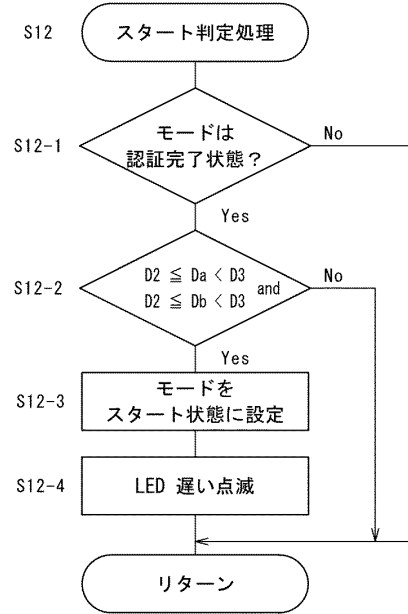 S12
スタート判定処理
S12-1
モードは
認証完了状態？
No
Yes
S12-2
D2 ≦ Da < D3
D2 ≦ Db < D3
and
No
Yes
S12-3
モードを
スタート状態に設定
S12-4
LED 遅い点滅
リターン